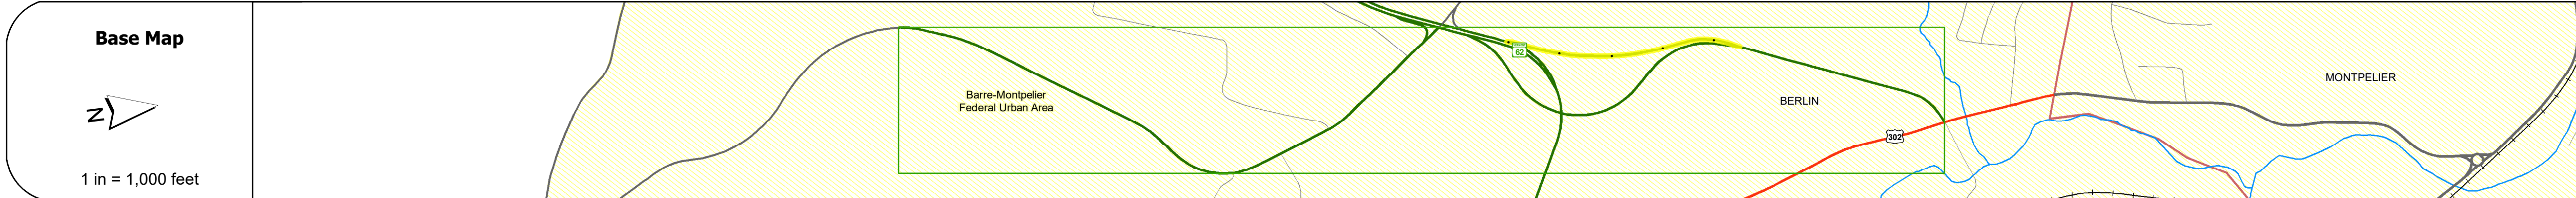 Base Map
N
1 in = 1,000 feet
Barre-Montpelier
Federal Urban Area
62
BERLIN
302
MONTPELIER